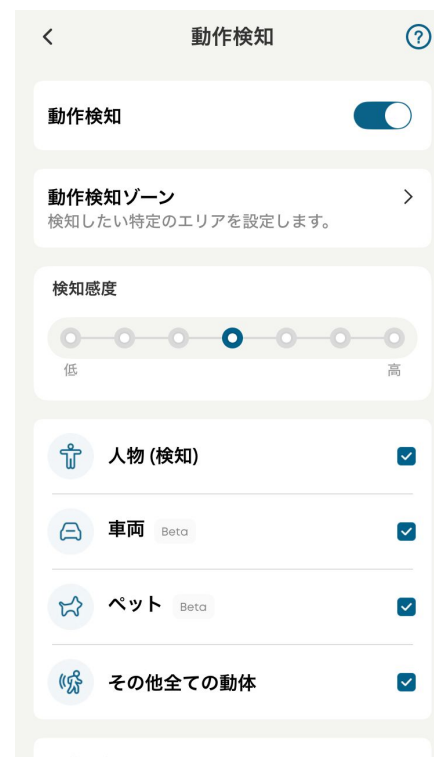 動作検知
動作検知
動作検知ゾーン
検知したい特定のエリアを設定します。
検知感度
低 高
人物 (検知)
車両 Beta
ペット Beta
その他全ての動体